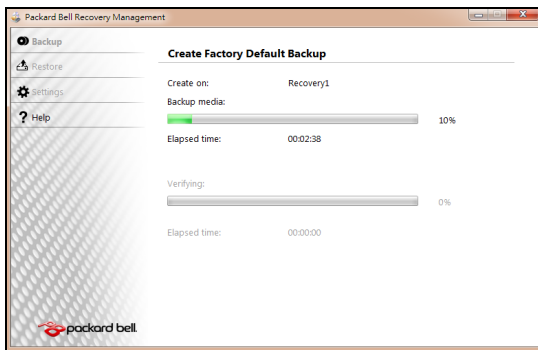 Packard Bell Recovery Management
Backup
Restore
Settings
? Help
Create Factory Default Backup
Create on: Recovery1
Backup media:
10%
Elapsed time: 00:02:38
Verifying:
0%
Elapsed time: 00:00:00
packard bell.